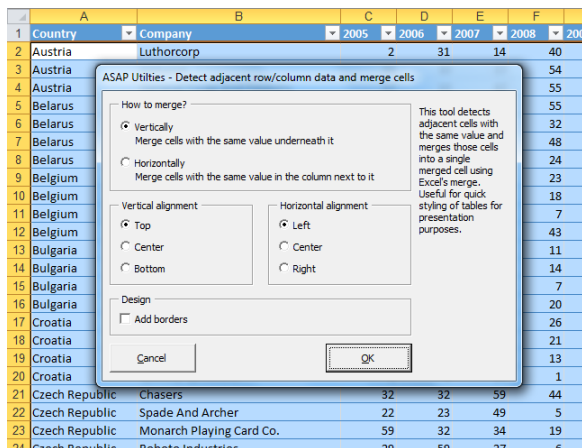 A B C D E F
1 Country Company 2005 2006 2007 2008 200
2 Austria Luthorcorp 2 31 14 40
3 Austria 54
4 Austria 55
5 Belarus 55
6 Belarus 32
7 Belarus 48
8 Belarus 24
9 Belgium 23
10 Belgium 18
11 Belgium 7
12 Belgium 43
13 Bulgaria 11
14 Bulgaria 14
15 Bulgaria 7
16 Bulgaria 20
17 Croatia 26
18 Croatia 21
19 Croatia 13
20 Croatia 1
ASAP Utilties - Detect adjacent row/column data and merge cells
How to merge?
Vertically
Merge cells with the same value underneath it
Horizontally
Merge cells with the same value in the column next to it
This tool detects
adjacent cells with
the same value and
merges those cells
into a single
merged cell using
Excel's merge.
Useful for quick
styling of tables for
presentation
purposes.
Vertical alignment
Top
Center
Bottom
Horizontal alignment
Left
Center
Right
Design
Add borders
Cancel
OK
21 Czech Republic Chasers 32 32 59 44
22 Czech Republic Spade And Archer 22 23 49 5
23 Czech Republic Monarch Playing Card Co. 59 32 34 19
24 Czech Republic